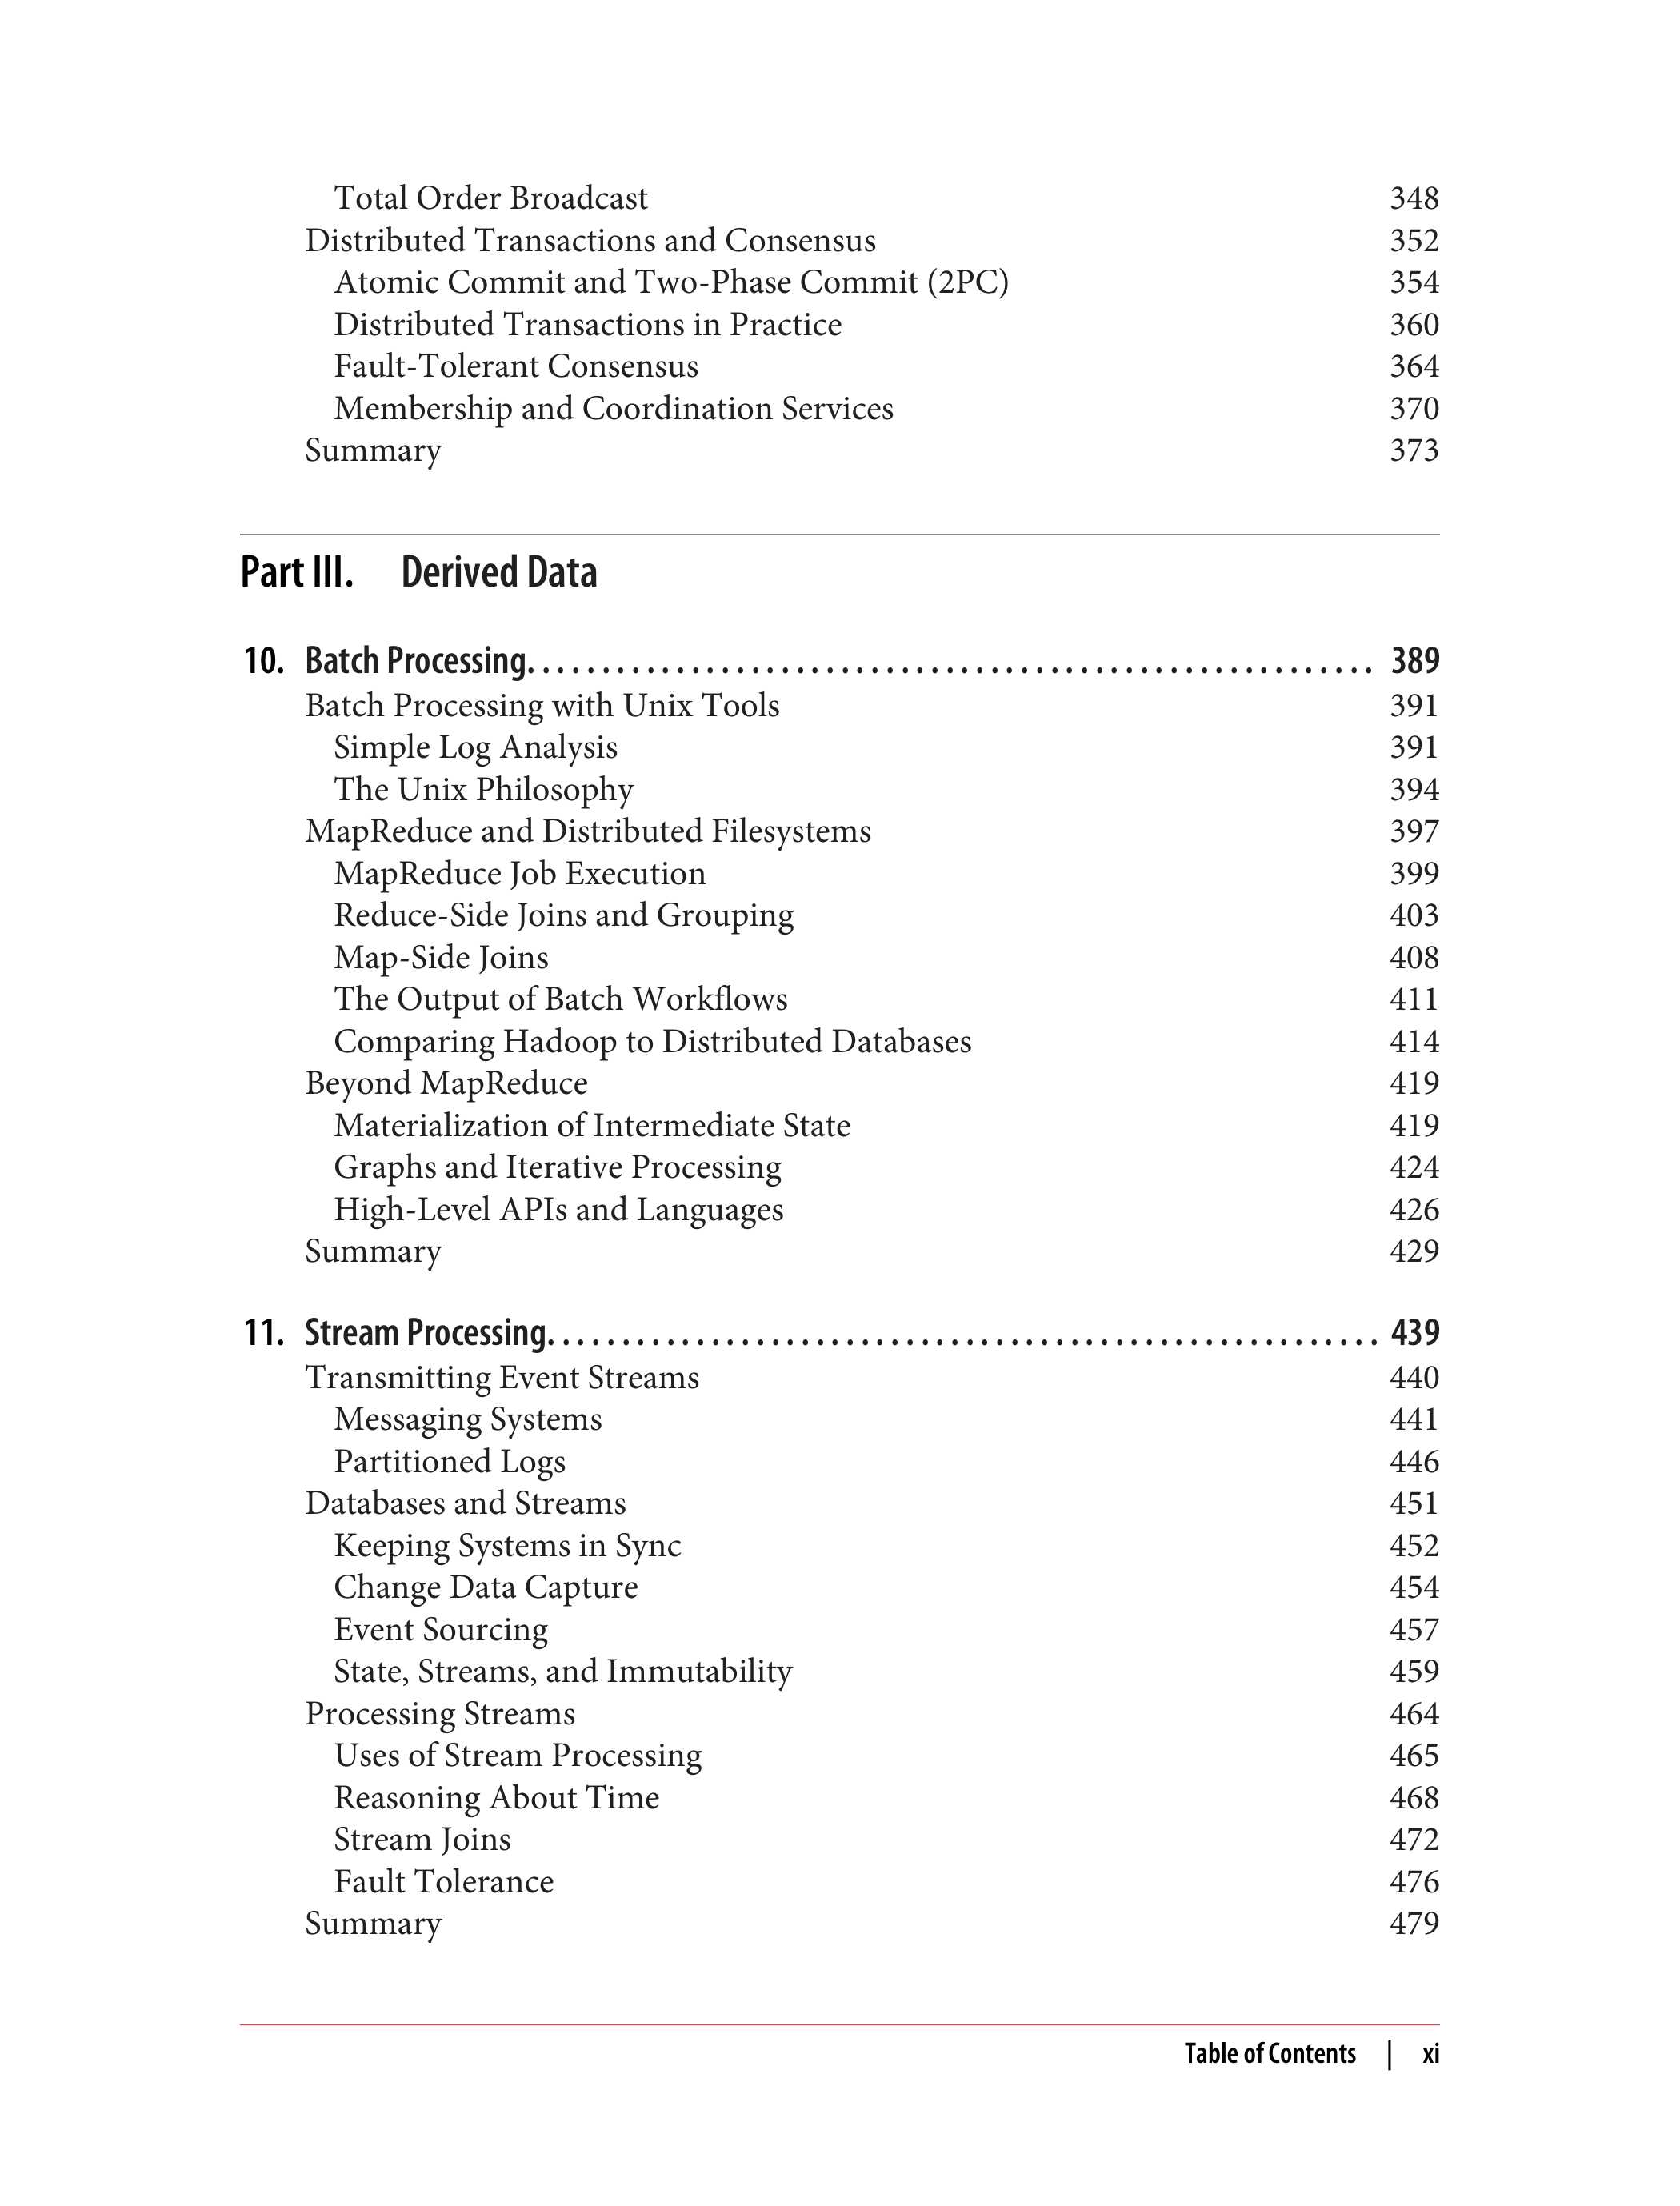 Total Order Broadcast 348
Distributed Transactions and Consensus 352
Atomic Commit and Two-Phase Commit (2PC) 354
Distributed Transactions in Practice 360
Fault-Tolerant Consensus 364
Membership and Coordination Services 370
Summary 373
Part III. Derived Data
10. Batch Processing. . . . . . . . . . . . . . . . . . . . . . . . . . . . . . . . . . . . . . . . . . . . . . . . . . . . . . . . . 389
Batch Processing with Unix Tools 391
Simple Log Analysis 391
The Unix Philosophy 394
MapReduce and Distributed Filesystems 397
MapReduce Job Execution 399
Reduce-Side Joins and Grouping 403
Map-Side Joins 408
The Output of Batch Workflows 411
Comparing Hadoop to Distributed Databases 414
Beyond MapReduce 419
Materialization of Intermediate State 419
Graphs and Iterative Processing 424
High-Level APIs and Languages 426
Summary 429
11. Stream Processing. . . . . . . . . . . . . . . . . . . . . . . . . . . . . . . . . . . . . . . . . . . . . . . . . . . . . . . . 439
Transmitting Event Streams 440
Messaging Systems 441
Partitioned Logs 446
Databases and Streams 451
Keeping Systems in Sync 452
Change Data Capture 454
Event Sourcing 457
State, Streams, and Immutability 459
Processing Streams 464
Uses of Stream Processing 465
Reasoning About Time 468
Stream Joins 472
Fault Tolerance 476
Summary 479
Table of Contents | xi